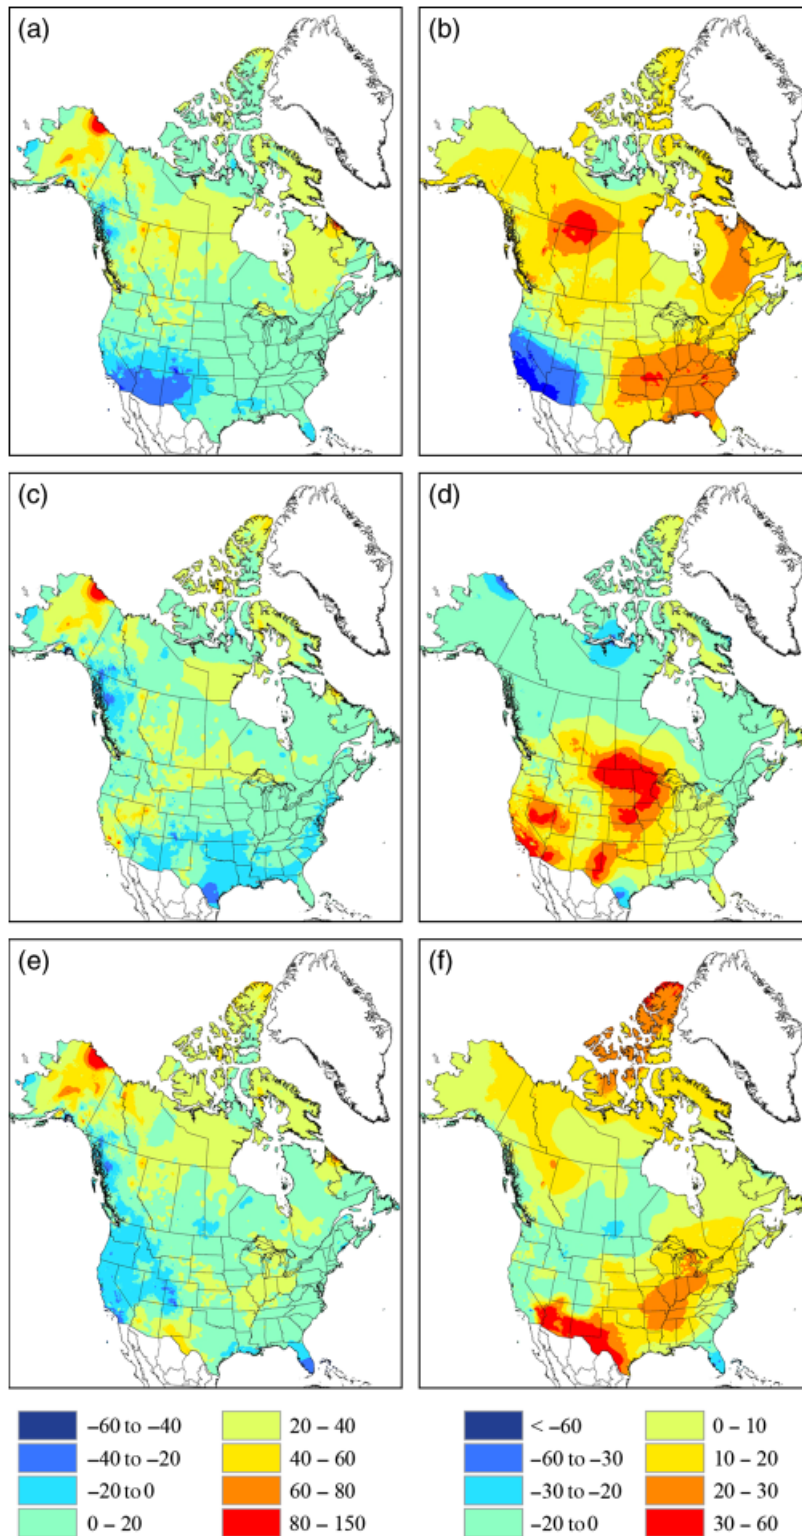 (a) (b)
(c) (d)
(e) (f)
−60 to −40 20 – 40 < −60 0 – 10
−40 to −20 40 – 60 −60 to −30 10 – 20
−20 to 0 60 – 80 −30 to −20 20 – 30
0 – 20 80 – 150 −20 to 0 30 – 60